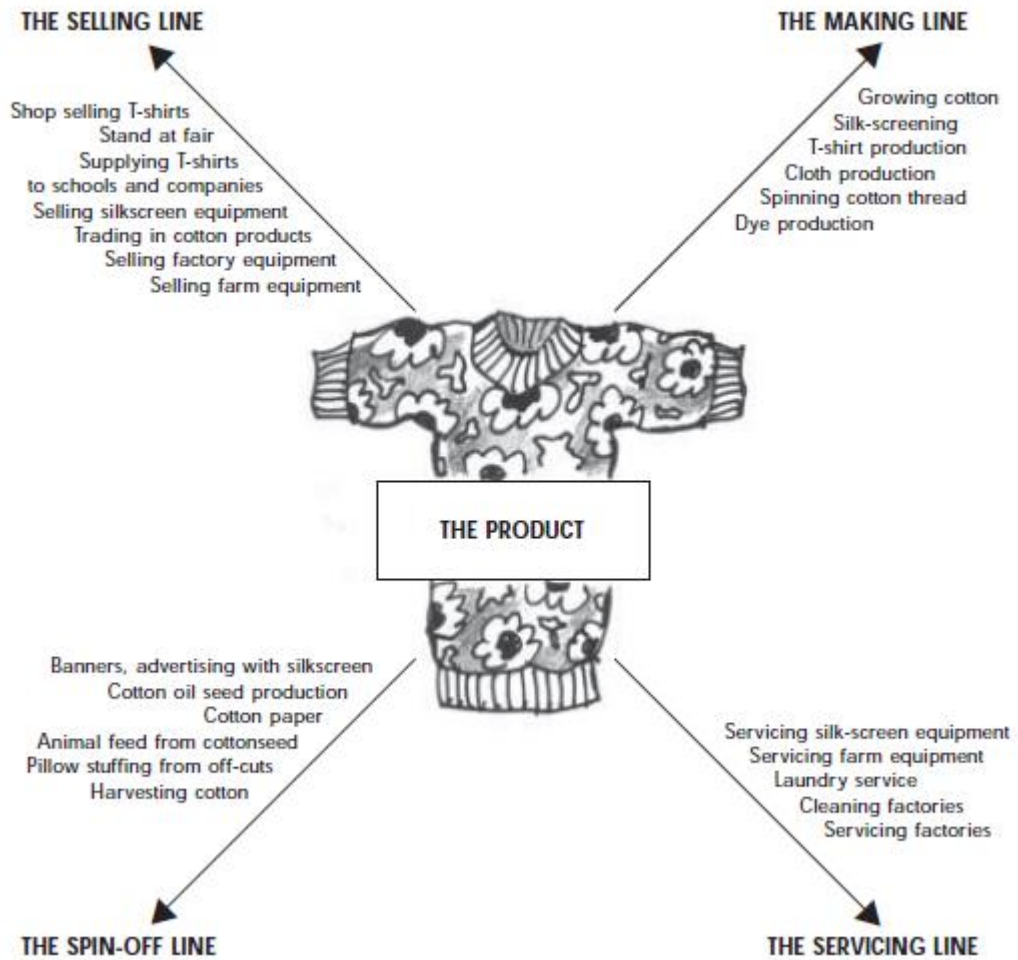 THE SELLING LINE
THE MAKING LINE
Shop selling T-shirts
Stand at fair
Supplying T-shirts
to schools and companies
Selling silkscreen equipment
Trading in cotton products
Selling factory equipment
Selling farm equipment
Growing cotton
Silk-screening
T-shirt production
Cloth production
Spinning cotton thread
Dye production
THE PRODUCT
Banners, advertising with silkscreen
Cotton oil seed production
Cotton paper
Animal feed from cottonseed
Pillow stuffing from off-cuts
Harvesting cotton
Servicing silk-screen equipment
Servicing farm equipment
Laundry service
Cleaning factories
Servicing factories
THE SPIN-OFF LINE
THE SERVICING LINE